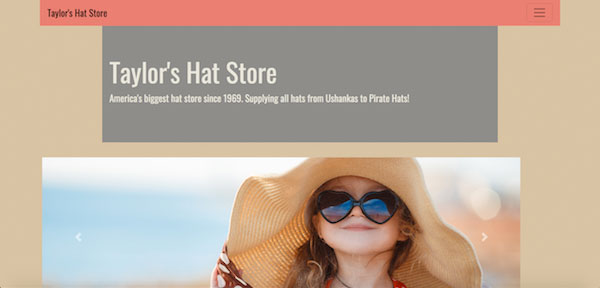 Taylor's Hat Store
Taylor's Hat Store
America's biggest hat store since 1969. Supplying all hats from Ushankas to Pirate Hats!